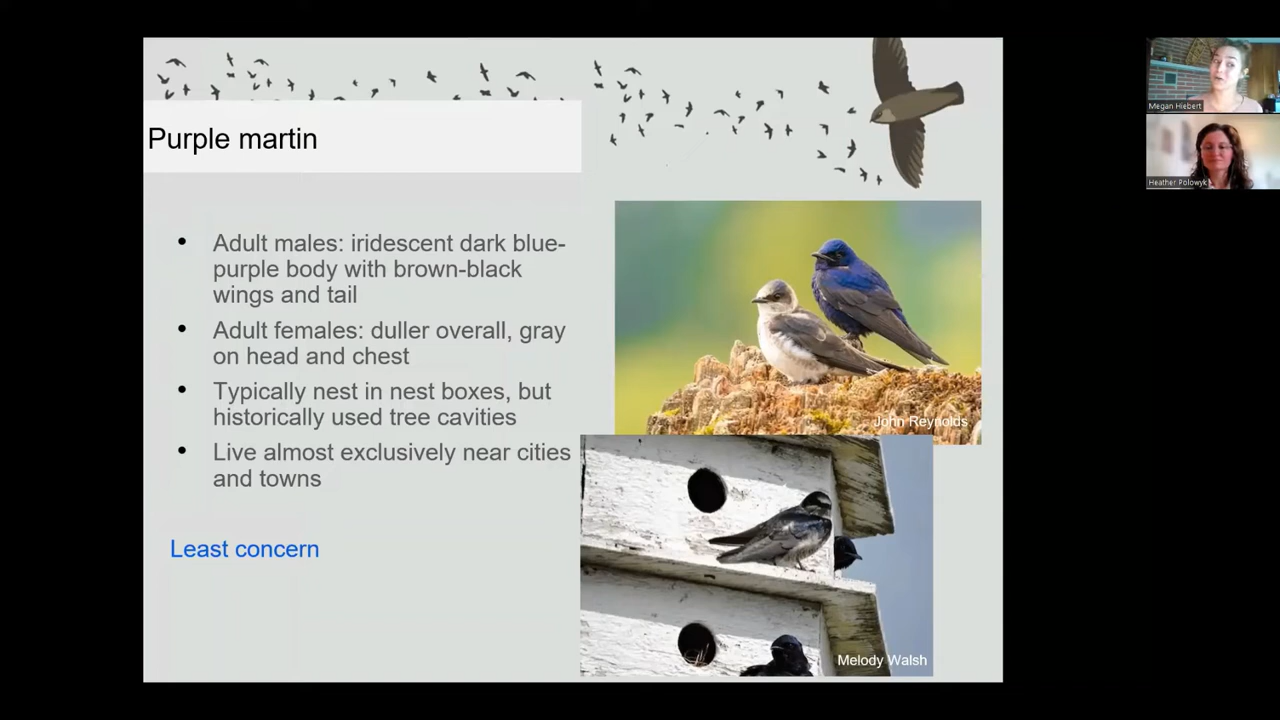 Purple martin
Adult males: iridescent dark blue-
purple body with brown-black
wings and tail
Adult females: duller overall, gray
on head and chest
Typically nest in nest boxes, but
historically used tree cavities
Live almost exclusively near cities
and towns
Least concern
John Reynolds
Melody Walsh
Megan Hiebert
Heather Polowyk